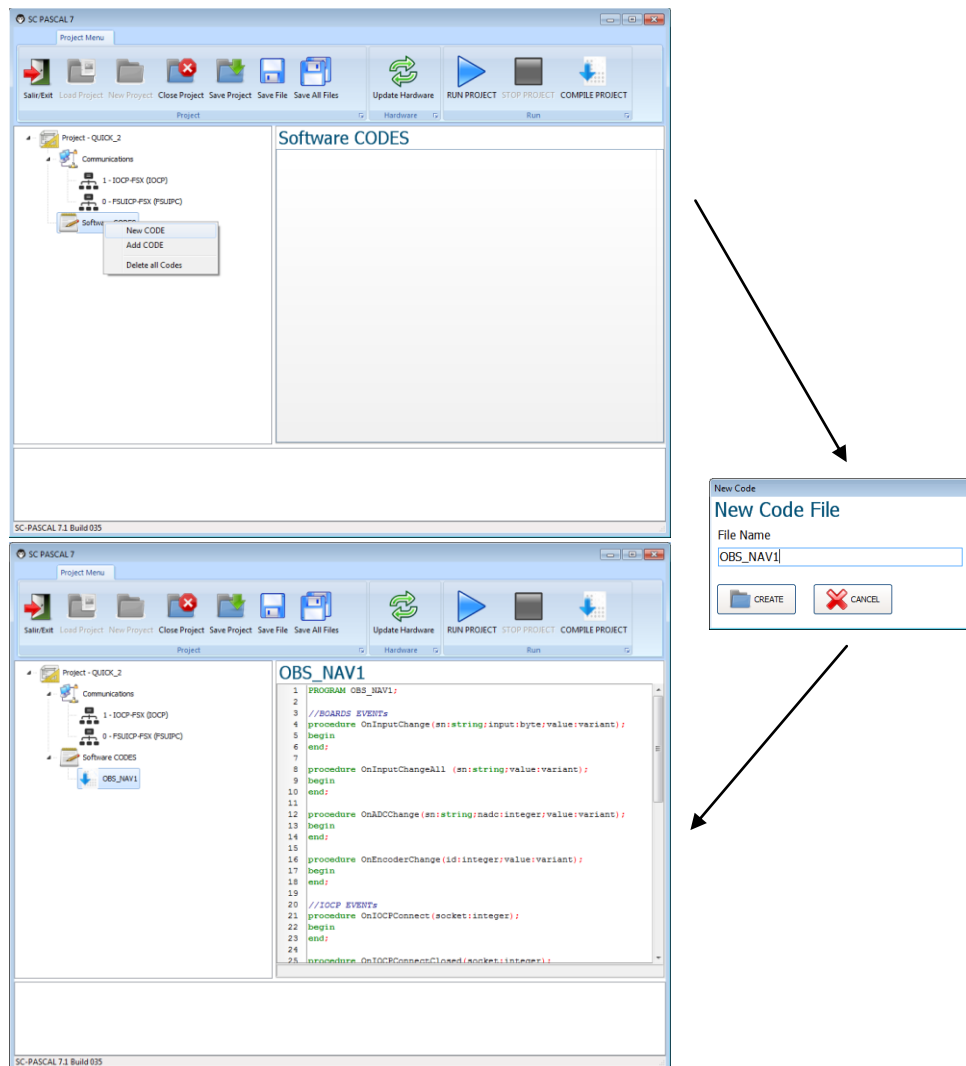 SC PASCAL 7
Project Menu
Salir/Exit Load Project New Proyect Close Project Save Project Save File Save All Files Update Hardware RUN PROJECT STOP PROJECT COMPILE PROJECT
Project Hardware Run
Project - QUICK_2
Communications
1 - IOCP-FSX (IOCP)
0 - FSUICP-FSX (FSUIPC)
Software CODES
New CODE
Add CODE
Delete all Codes
Software CODES
SC-PASCAL 7.1 Build 035
New Code
New Code File
File Name
OBS_NAV1
CREATE CANCEL
SC PASCAL 7
Project Menu
Salir/Exit Load Project New Proyect Close Project Save Project Save File Save All Files Update Hardware RUN PROJECT STOP PROJECT COMPILE PROJECT
Project Hardware Run
Project - QUICK_2
Communications
1 - IOCP-FSX (IOCP)
0 - FSUICP-FSX (FSUIPC)
Software CODES
OBS_NAV1
OBS_NAV1
1 PROGRAM OBS_NAV1;
2
3 //BOARDS EVENTs
4 procedure OnInputChange(sn:string;input:byte;value:variant);
5 begin
6 end;
7
8 procedure OnInputChangeAll (sn:string;value:variant);
9 begin
10 end;
11
12 procedure OnADCChange(sn:string;nadc:integer;value:variant);
13 begin
14 end;
15
16 procedure OnEncoderChange(id:integer;value:variant);
17 begin
18 end;
19
20 //IOCP EVENTs
21 procedure OnIOCPConnect(socket:integer);
22 begin
23 end;
24
25 procedure OnIOCPConnectClosed(socket:integer);
SC-PASCAL 7.1 Build 035